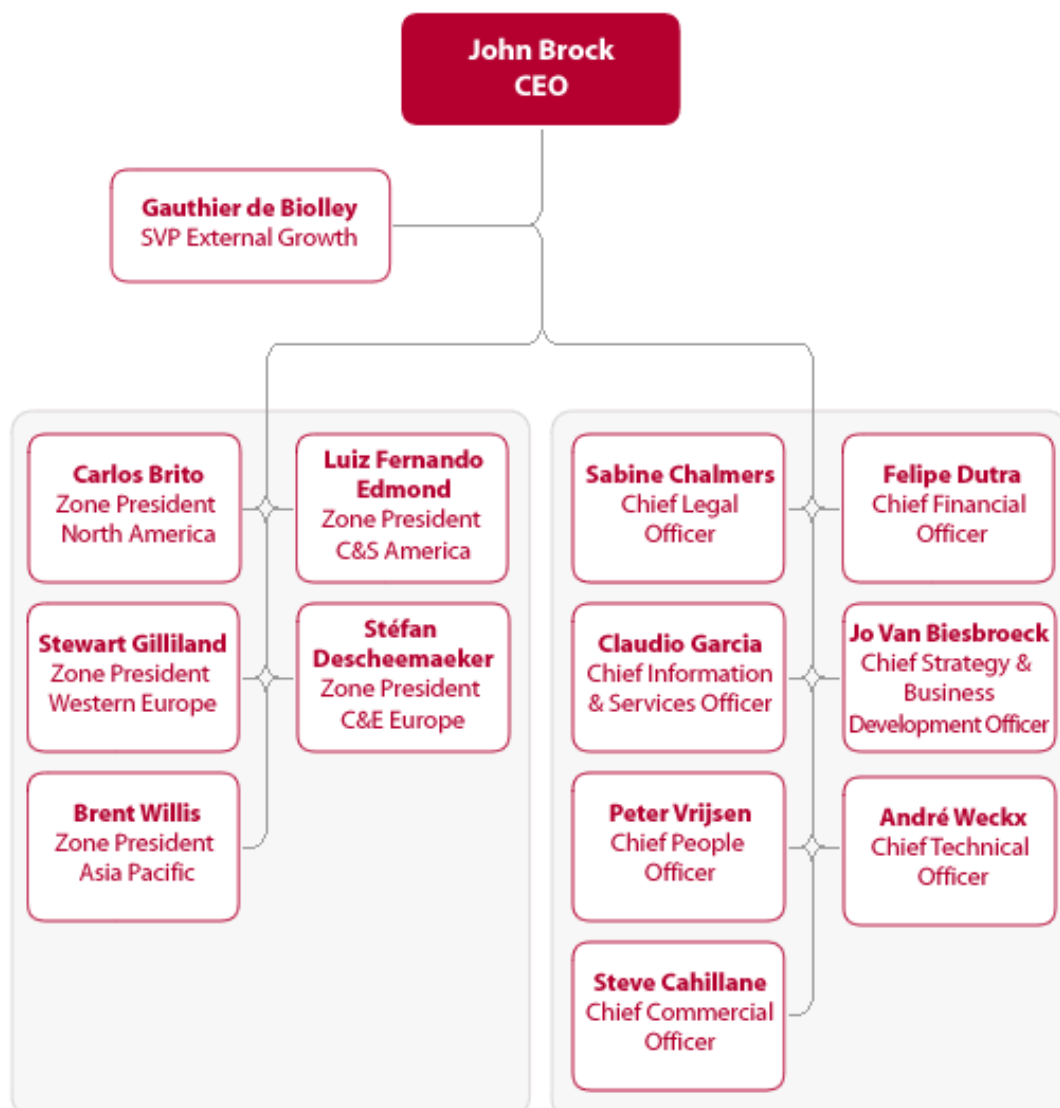 John Brock
CEO
Gauthier de Biolley
SVP External Growth
Carlos Brito
Zone President
North America
Luiz Fernando
Edmond
Zone President
C&S America
Stewart Gilliland
Zone President
Western Europe
Stéfan
Descheemaeker
Zone President
C&E Europe
Brent Willis
Zone President
Asia Pacific
Sabine Chalmers
Chief Legal
Officer
Felipe Dutra
Chief Financial
Officer
Claudio Garcia
Chief Information
& Services Officer
Jo Van Biesbroeck
Chief Strategy &
Business
Development Officer
Peter Vrijsen
Chief People
Officer
André Weckx
Chief Technical
Officer
Steve Cahillane
Chief Commercial
Officer